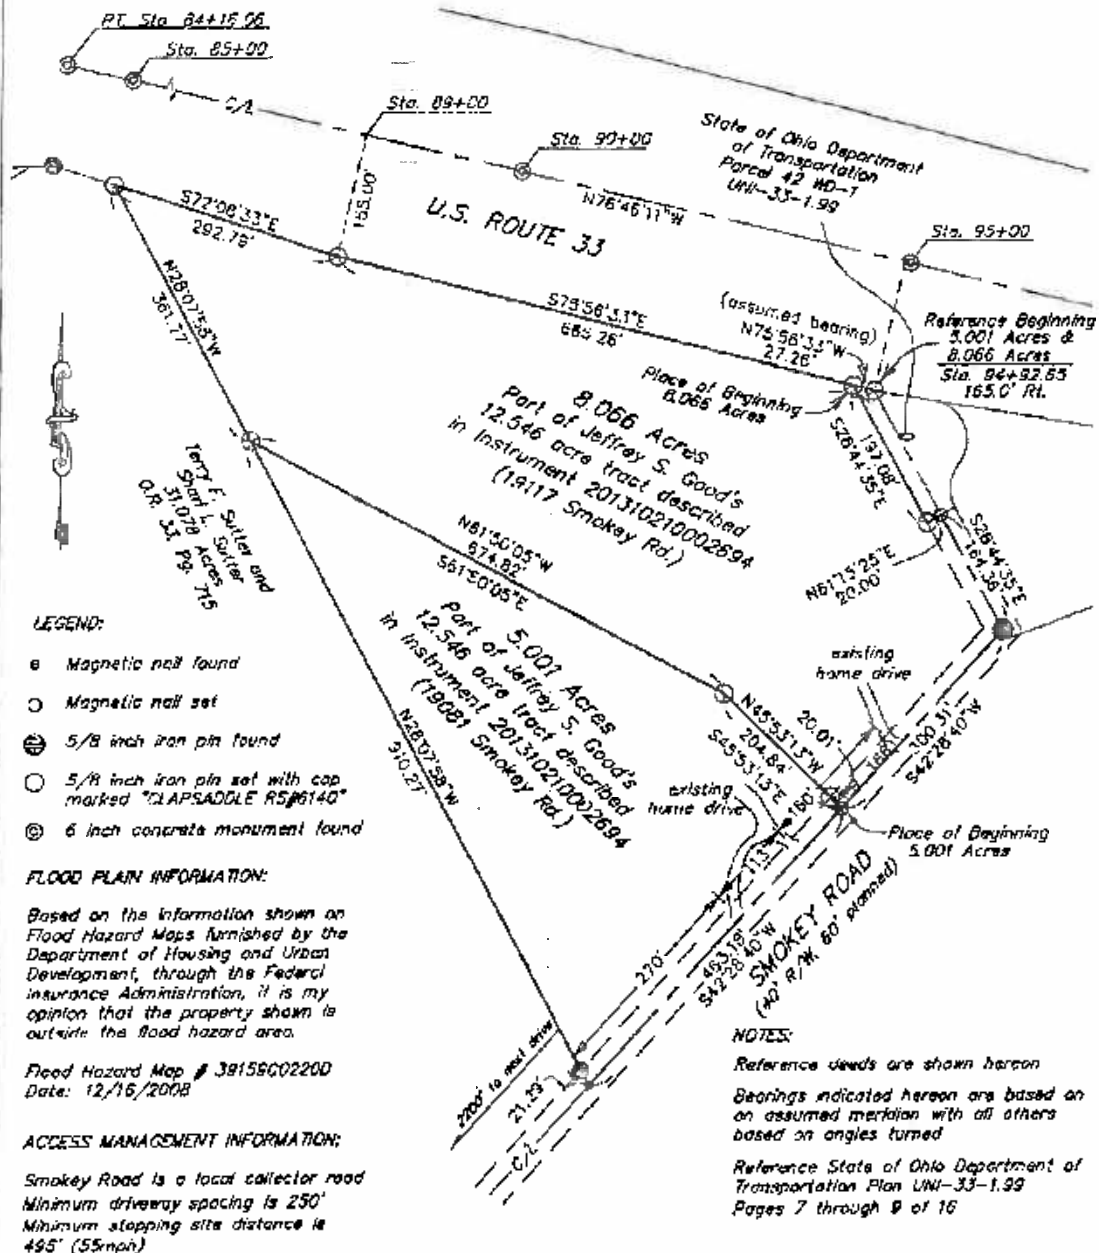 P.T. Sta 84+15.06
Sta. 85+00
C/L
Sta. 89+00
155.00'
Sta. 90+00
N76°46'11"W
U.S. ROUTE 33
State of Ohio Department
of Transportation
Parcel 42 WD-1
UNI-33-1.99
Sta. 95+00
S72°08'33"E
292.76'
N28°07'58"W
361.77'
S75°56'33"E
665.26'
(assumed bearing)
N75°56'33"W
27.26'
Reference Beginning
5.001 Acres &
8.066 Acres
Sta. 94+92.65
165.0' Rt.
Place of Beginning
8.066 Acres
8.066 Acres
Part of Jeffrey S. Good's
12.546 acre tract described
in Instrument 201310210002694
(19117 Smokey Rd.)
197.08'
S26°44'35"E
S26°44'35"E
164.36'
N61°15'25"E
20.00'
Terry F. Sutter and
Shari L. Sutter
31.078 Acres
O.R. 33, Pg. 715
N61°50'05"W
674.82'
S61°50'05"E
5.001 Acres
Part of Jeffrey S. Good's
12.546 acre tract described
in Instrument 201310210002694
(19081 Smokey Rd.)
N28°07'58"W
910.27'
existing
home drive
N45°53'13"W
204.84'
S45°53'13"E
20.01'
166'
300.31'
S42°28'40"W
existing
home drive
160'
113'
Place of Beginning
5.001 Acres
270'
463.19'
S42°28'40"W
SMOKEY ROAD
(40' R/W, 60' planned)
2200' to next drive
21.29'
C/L
LEGEND:
Magnetic nail found
Magnetic nail set
5/8 inch iron pin found
5/8 inch iron pin set with cap
marked "CLAPSADDLE RS#6140"
6 inch concrete monument found
FLOOD PLAIN INFORMATION:
Based on the information shown on
Flood Hazard Maps furnished by the
Department of Housing and Urban
Development, through the Federal
Insurance Administration, it is my
opinion that the property shown is
outside the flood hazard area.
Flood Hazard Map # 39159C0220D
Date: 12/16/2008
ACCESS MANAGEMENT INFORMATION:
Smokey Road is a local collector road
Minimum driveway spacing is 250'
Minimum stopping site distance is
495' (55mph)
NOTES:
Reference deeds are shown hereon
Bearings indicated hereon are based on
an assumed meridian with all others
based on angles turned
Reference State of Ohio Department of
Transportation Plan UNI-33-1.99
Pages 7 through 9 of 16